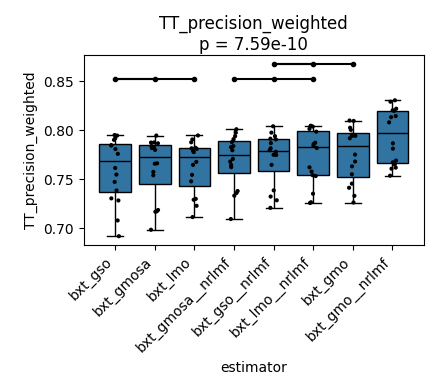 TT_precision_weighted
p = 7.59e-10
TT_precision_weighted
0.85
0.80
0.75
0.70
bxt_gso
bxt_gmosa
bxt_lmo
bxt_gmosa__nrlmf
bxt_gso__nrlmf
bxt_lmo__nrlmf
bxt_gmo
bxt_gmo__nrlmf
estimator